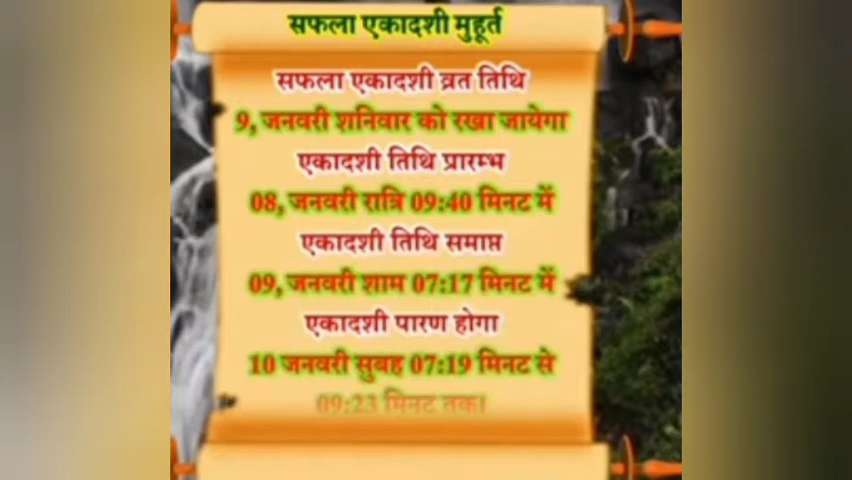 सफला एकादशी मुहूर्त
सफला एकादशी व्रत तिथि
9, जनवरी शनिवार को रखा जायेगा
एकादशी तिथि प्रारम्भ
08, जनवरी रात्रि 09:40 मिनट में
एकादशी तिथि समाप्त
09, जनवरी शाम 07:17 मिनट में
एकादशी पारण होगा
10 जनवरी सुबह 07:19 मिनट से
09:23 मिनट तक।